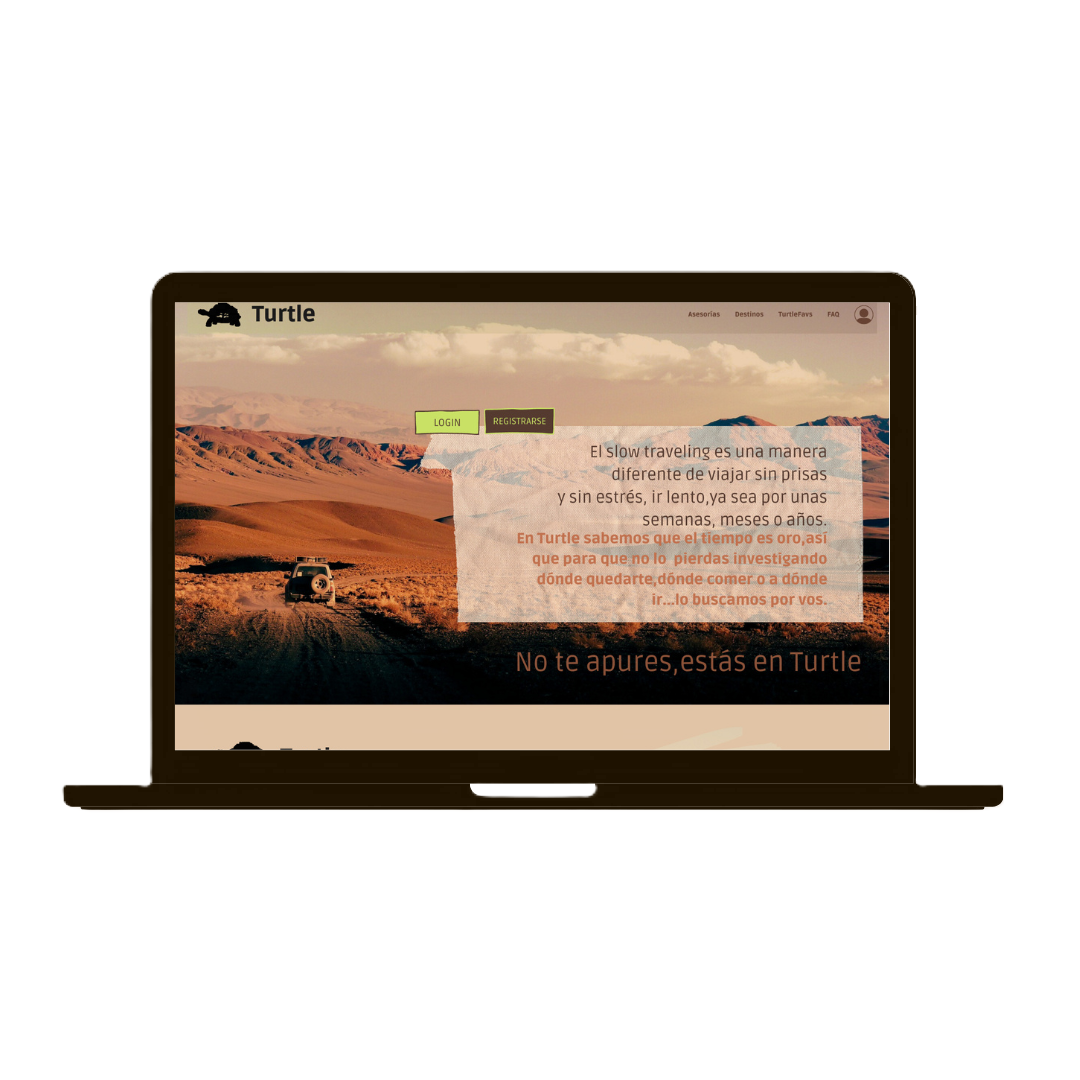 Turtle
Asesorías Destinos TurtleFavs FAQ
LOGIN REGISTRARSE
El slow traveling es una manera
diferente de viajar sin prisas
y sin estrés, ir lento,ya sea por unas
semanas, meses o años.
En Turtle sabemos que el tiempo es oro,así
que para que no lo pierdas investigando
dónde quedarte,dónde comer o a dónde
ir...lo buscamos por vos.
No te apures,estás en Turtle